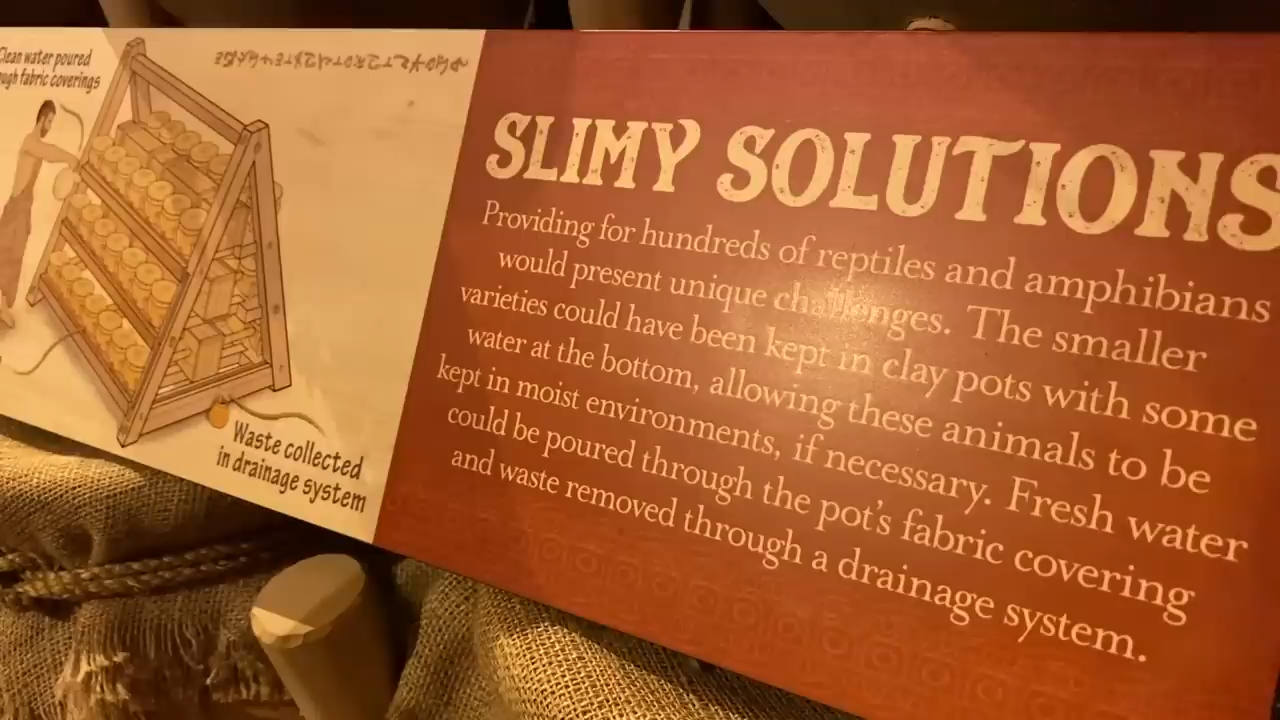 Clean water poured
fabric coverings
SLIMY SOLUTIONS
Providing for hundreds of reptiles and amphibians
would present unique challenges. The smaller
varieties could have been kept in clay pots with some
water at the bottom, allowing these animals to be
kept in moist environments, if necessary. Fresh water
could be poured through the pot's fabric covering
and waste removed through a drainage system.
Waste collected
in drainage system